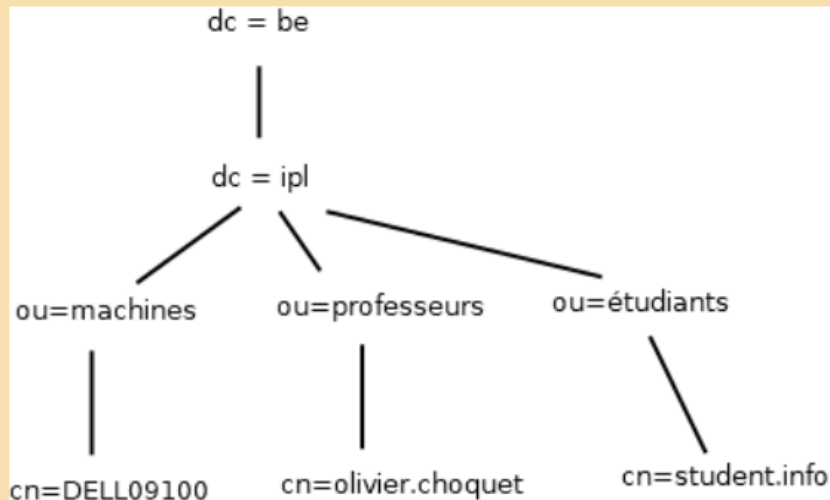 dc = be
dc = ipl
ou=machines
ou=professeurs
ou=étudiants
cn=DELL09100
cn=olivier.choquet
cn=student.info